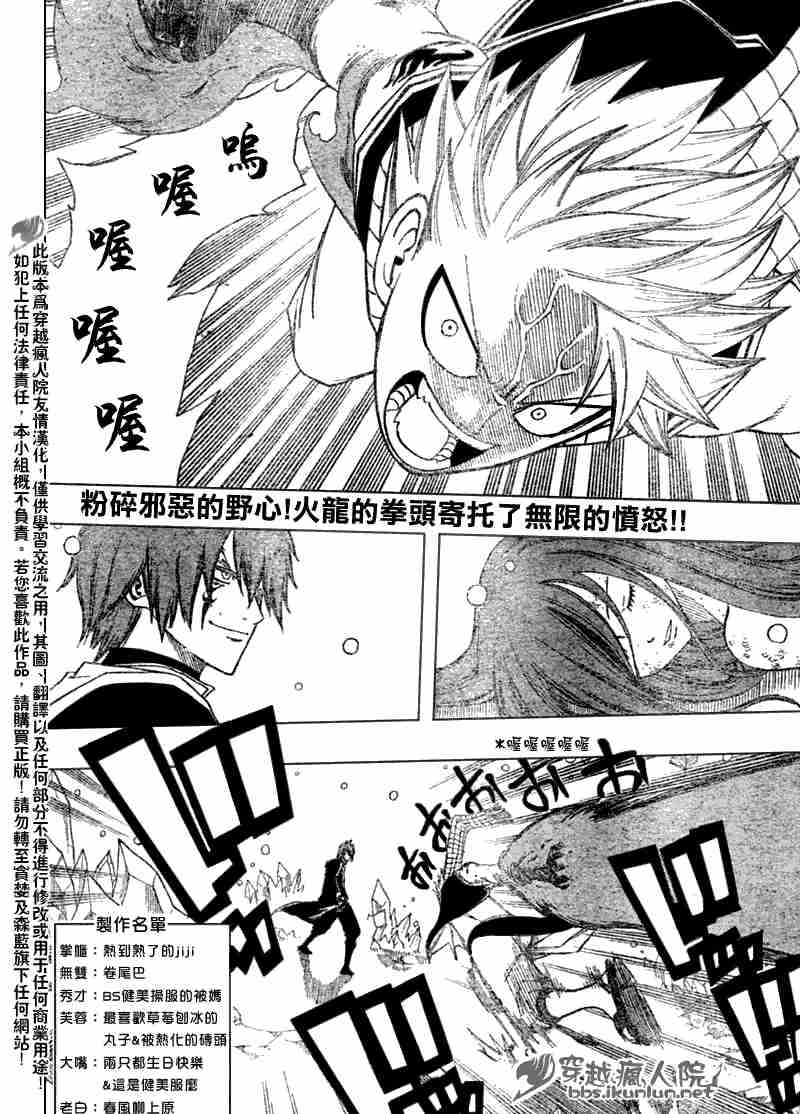 嗚
喔
喔
喔
喔
粉碎邪惡的野心!火龍的拳頭寄托了無限的憤怒!!
此版本爲穿越瘋人院友情漢化,僅供學習交流之用,其圖、翻譯以及任何部分不得進行修改或用于任何商業用途!
如犯上任何法律責任,本小組概不負責。若您喜歡此作品,請購買正版!請勿轉至貪婪及森藍旗下任何網站!
*喔喔喔喔喔
おおおお
製作名單
掌櫃:熱到熟了的jiji
無雙:卷尾巴
秀才:BS健美操服的被媽
芙蓉:最喜歡草莓刨冰的
丸子&被熱化的磚頭
大嘴:兩只都生日快樂
&這是健美服麼
老白:春風柳上原
穿越瘋人院
bbs.ikunlun.net